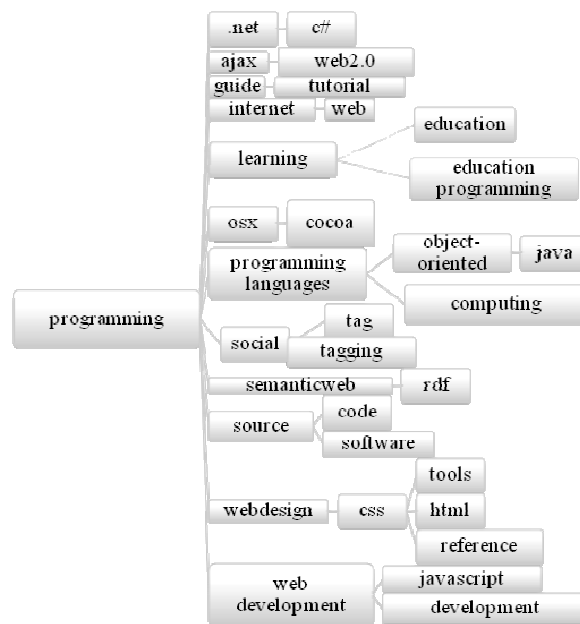 .net
c#
ajax
web2.0
guide
tutorial
internet
web
education
learning
education
programming
osx
cocoa
programming
languages
object-
oriented
java
computing
programming
social
tag
tagging
semanticweb
rdf
source
code
software
tools
webdesign
css
html
reference
web
development
javascript
development